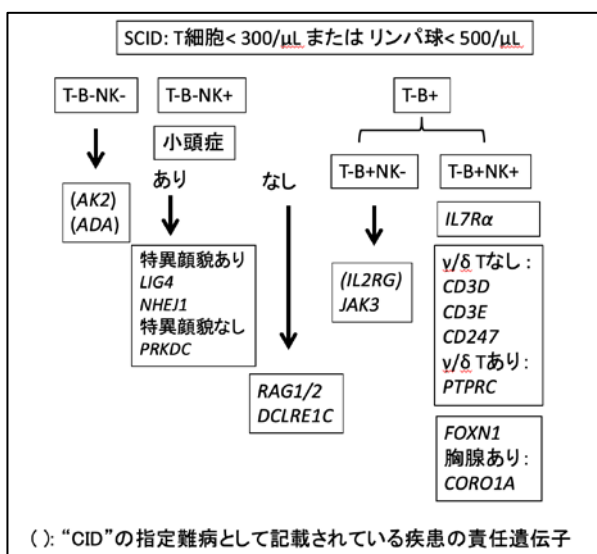 SCID: T細胞< 300/μL または リンパ球< 500/μL
T-B-NK-
T-B-NK+
T-B+
小頭症
あり
なし
T-B+NK-
T-B+NK+
(AK2)
(ADA)
特異顔貌あり
LIG4
NHEJ1
特異顔貌なし
PRKDC
RAG1/2
DCLRE1C
(IL2RG)
JAK3
IL7Rα
γ/δ Tなし:
CD3D
CD3E
CD247
γ/δ Tあり:
PTPRC
FOXN1
胸腺あり:
CORO1A
( ): “CID”の指定難病として記載されている疾患の責任遺伝子